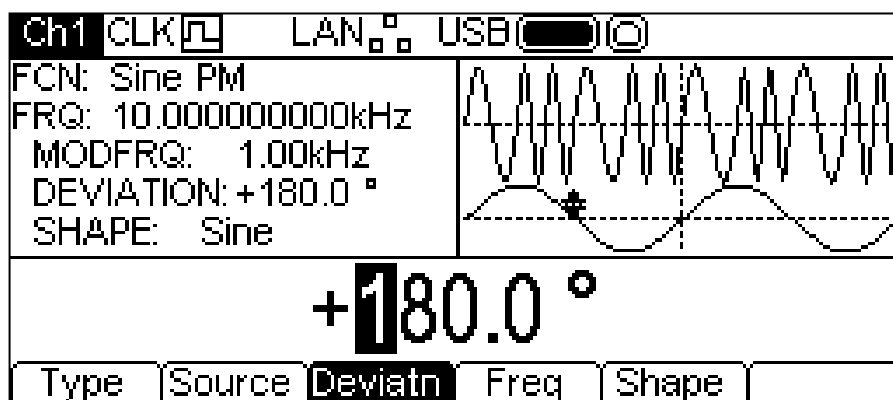 Ch1 CLK LAN USB
FCN: Sine PM
FRQ: 10.000000000kHz
MODFRQ: 1.00kHz
DEVIATION: +180.0 °
SHAPE: Sine
+180.0 °
Type Source Deviatn Freq Shape